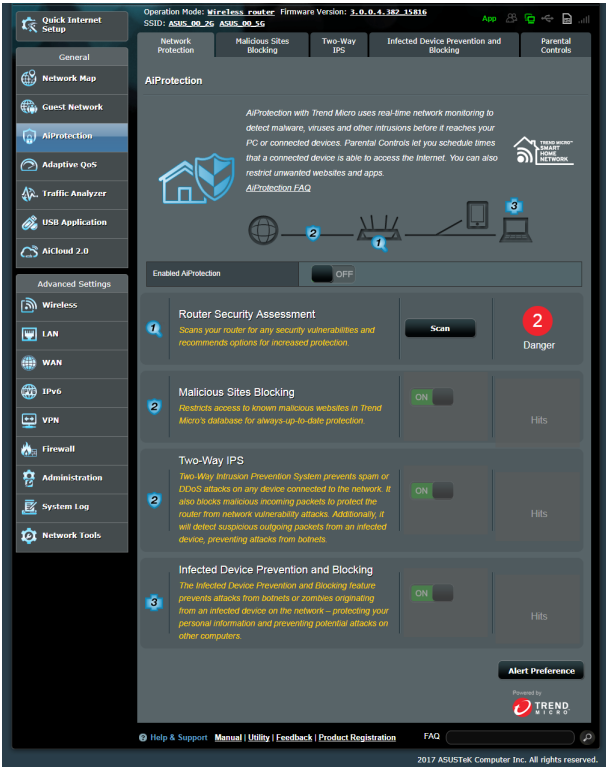 Quick Internet
Setup
Operation Mode: Wireless router Firmware Version: 3.0.0.4.382_15816
SSID: ASUS_00_2G ASUS_00_5G
App
General
Network Map
Guest Network
AiProtection
Adaptive QoS
Traffic Analyzer
USB Application
AiCloud 2.0
Advanced Settings
Wireless
LAN
WAN
IPv6
VPN
Firewall
Administration
System Log
Network Tools
Network
Protection
Malicious Sites
Blocking
Two-Way
IPS
Infected Device Prevention and
Blocking
Parental
Controls
AiProtection
AiProtection with Trend Micro uses real-time network monitoring to
detect malware, viruses and other intrusions before it reaches your
PC or connected devices. Parental Controls let you schedule times
that a connected device is able to access the Internet. You can also
restrict unwanted websites and apps.
AiProtection FAQ
TREND MICRO™
SMART
HOME
NETWORK
2
1
3
Enabled AiProtection
OFF
1
Router Security Assessment
Scans your router for any security vulnerabilities and
recommends options for increased protection.
Scan
2
Danger
2
Malicious Sites Blocking
Restricts access to known malicious websites in Trend
Micro's database for always-up-to-date protection.
ON
Hits
2
Two-Way IPS
Two-Way Intrusion Prevention System prevents spam or
DDoS attacks on any device connected to the network. It
also blocks malicious incoming packets to protect the
router from network vulnerability attacks. Additionally, it
will detect suspicious outgoing packets from an infected
device, preventing attacks from botnets.
ON
Hits
3
Infected Device Prevention and Blocking
The Infected Device Prevention and Blocking feature
prevents attacks from botnets or zombies originating
from an infected device on the network – protecting your
personal information and preventing potential attacks on
other computers.
ON
Hits
Alert Preference
Powered by
TREND
MICRO
Help & Support Manual | Utility | Feedback | Product Registration FAQ
2017 ASUSTeK Computer Inc. All rights reserved.